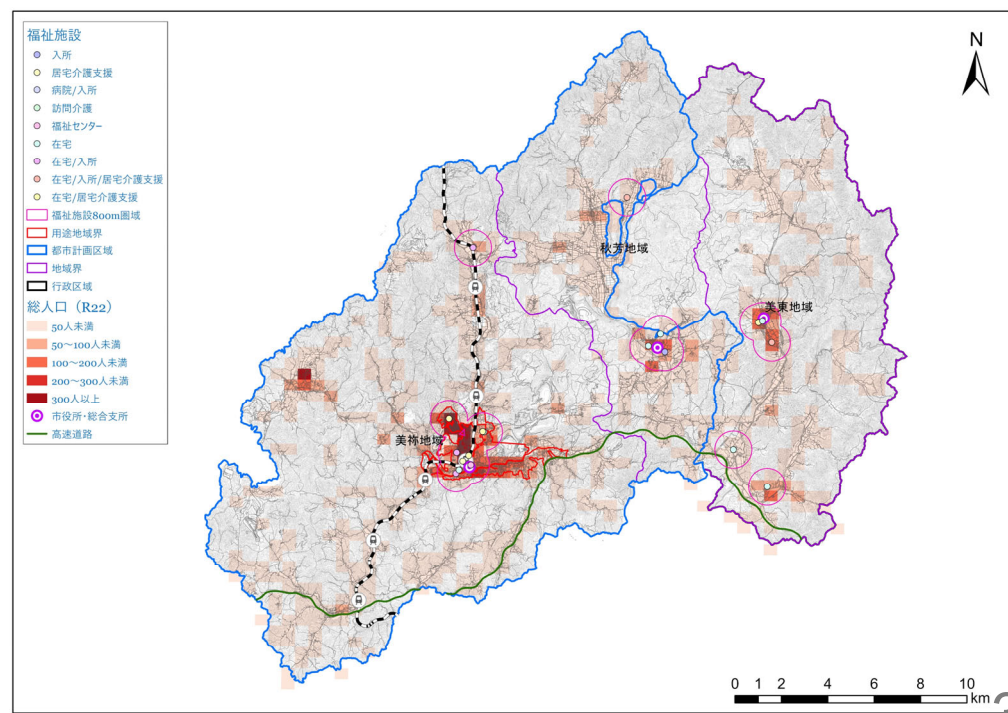 福祉施設
入所
居宅介護支援
病院/入所
訪問介護
福祉センター
在宅
在宅/入所
在宅/入所/居宅介護支援
在宅/居宅介護支援
福祉施設800m圏域
用途地域界
都市計画区域
地域界
行政区域
総人口（R22）
50人未満
50～100人未満
100～200人未満
200～300人未満
300人以上
市役所・総合支所
高速道路
N
秋芳地域
美東地域
美祢地域
0 1 2 4 6 8 10
km